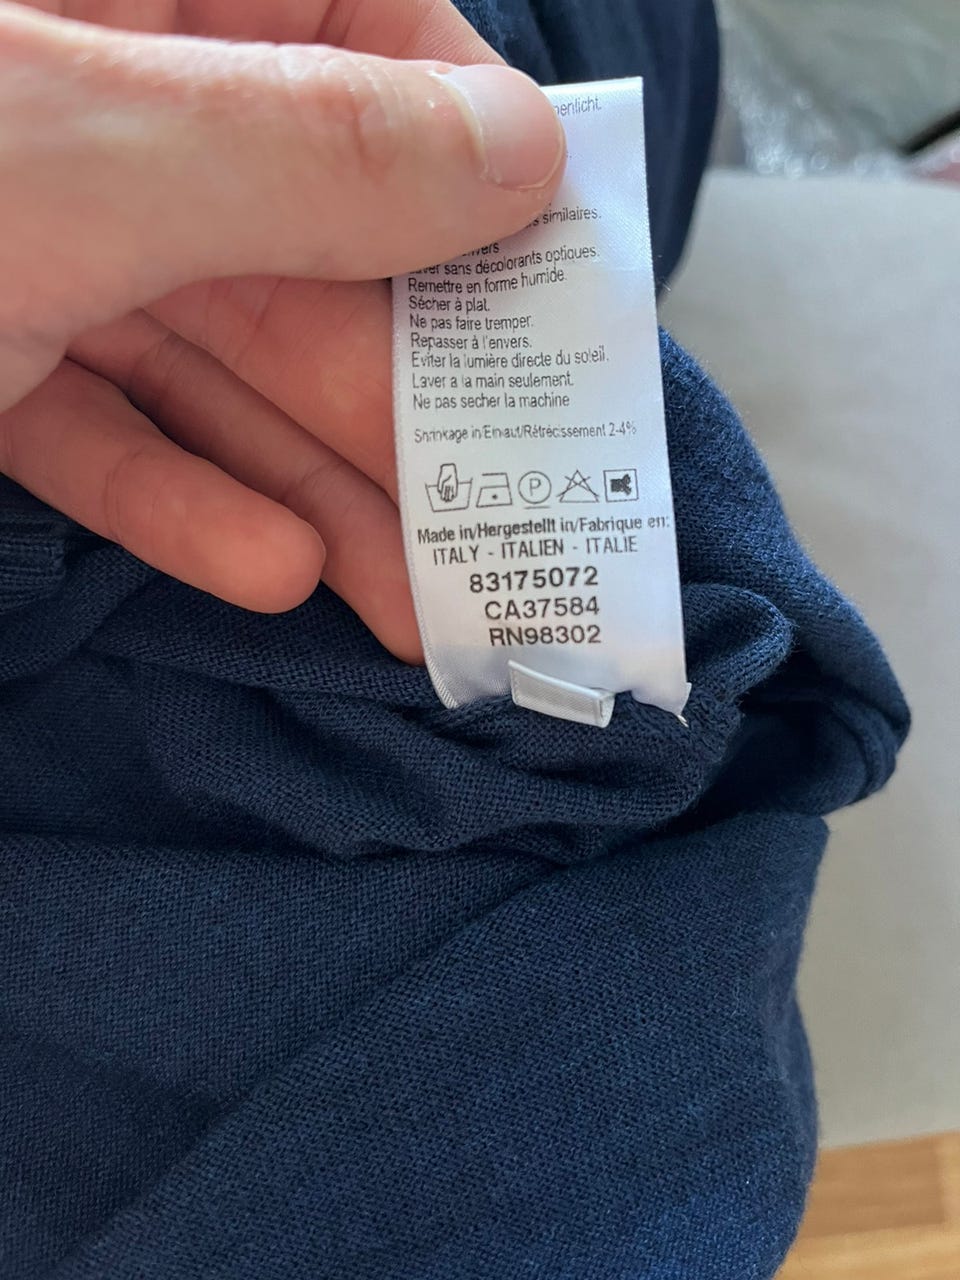 similaires.
sans décolorants optiques.
Remettre en forme humide.
Sécher à plat.
Ne pas faire tremper.
Repasser à l'envers.
Eviter la lumière directe du soleil.
Laver a la main seulement.
Ne pas secher la machine
Shrinkage in/Einlauf/Rétrécissement 2-4%
P
Made in/Hergestellt in/Fabrique en:
ITALY - ITALIEN - ITALIE
83175072
CA37584
RN98302